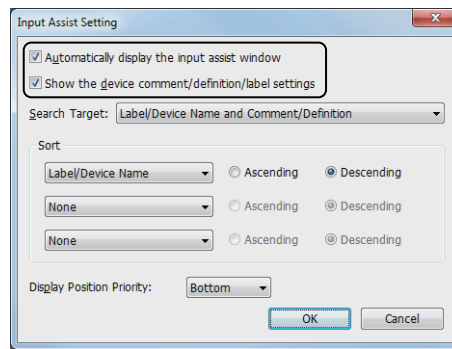 Input Assist Setting
Automatically display the input assist window
Show the device comment/definition/label settings
Search Target: Label/Device Name and Comment/Definition
Sort
Label/Device Name Ascending Descending
None Ascending Descending
None Ascending Descending
Display Position Priority: Bottom
OK Cancel